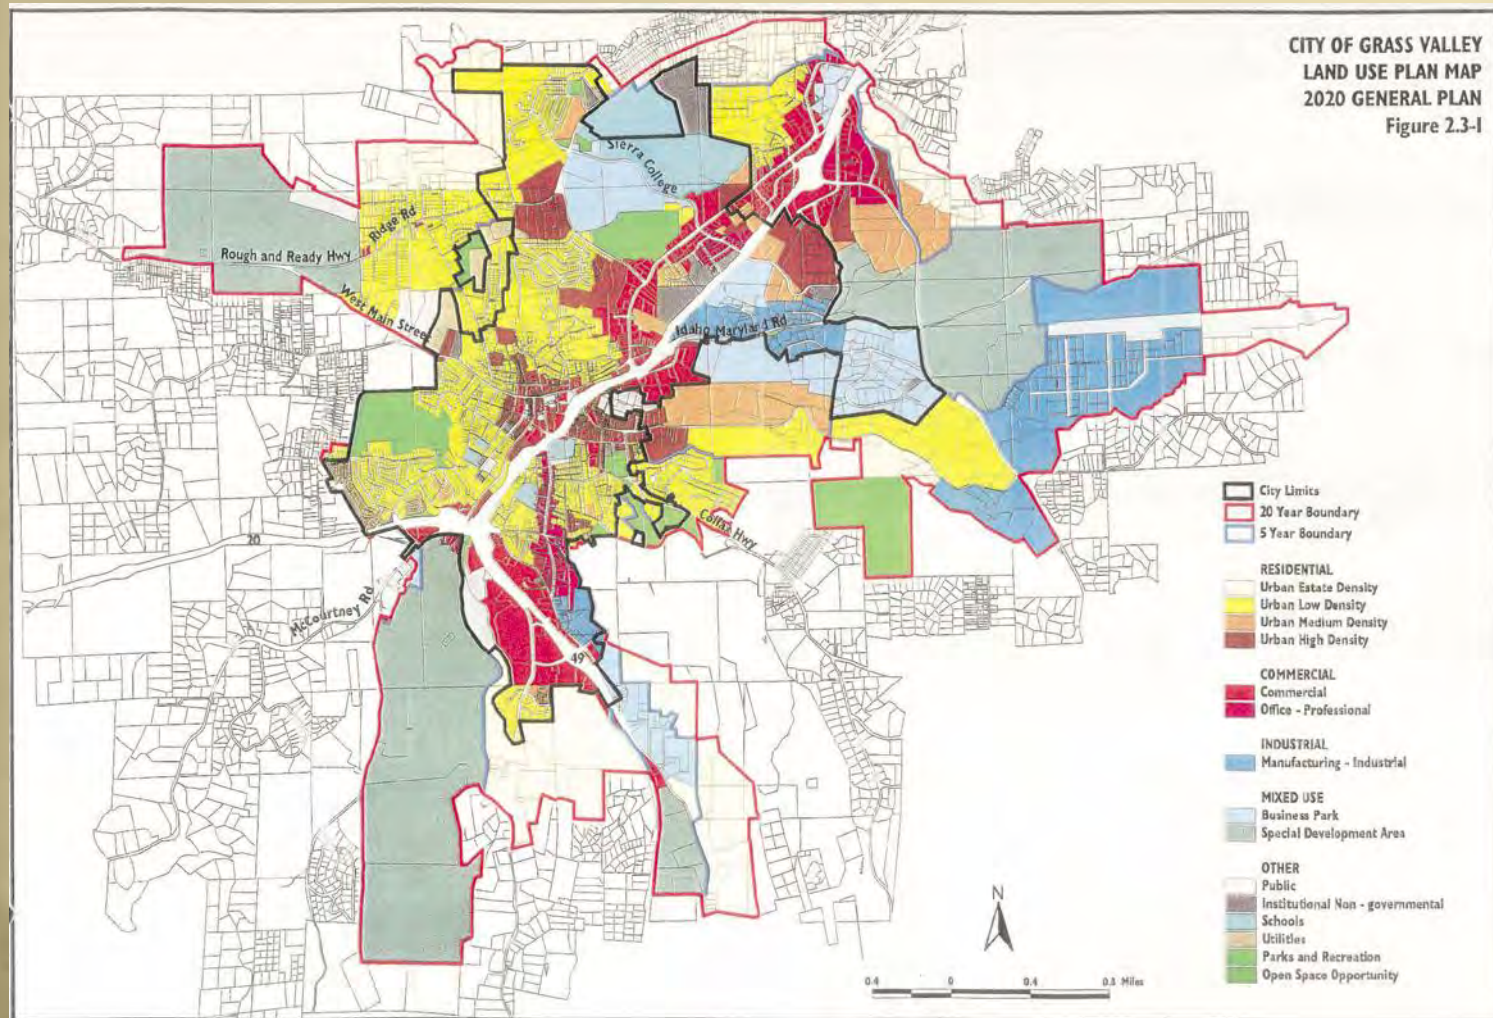 CITY OF GRASS VALLEY
LAND USE PLAN MAP
2020 GENERAL PLAN
Figure 2.3-1
Sierra College
Ridge Rd
Rough and Ready Hwy
West Main Street
Idaho Maryland Rd
Colfax Hwy
20
McCourtney Rd
49
City Limits
20 Year Boundary
5 Year Boundary
RESIDENTIAL
Urban Estate Density
Urban Low Density
Urban Medium Density
Urban High Density
COMMERCIAL
Commercial
Office - Professional
INDUSTRIAL
Manufacturing - Industrial
MIXED USE
Business Park
Special Development Area
OTHER
Public
Institutional Non - governmental
Schools
Utilities
Parks and Recreation
Open Space Opportunity
N
0.4 0 0.4 0.8 Miles